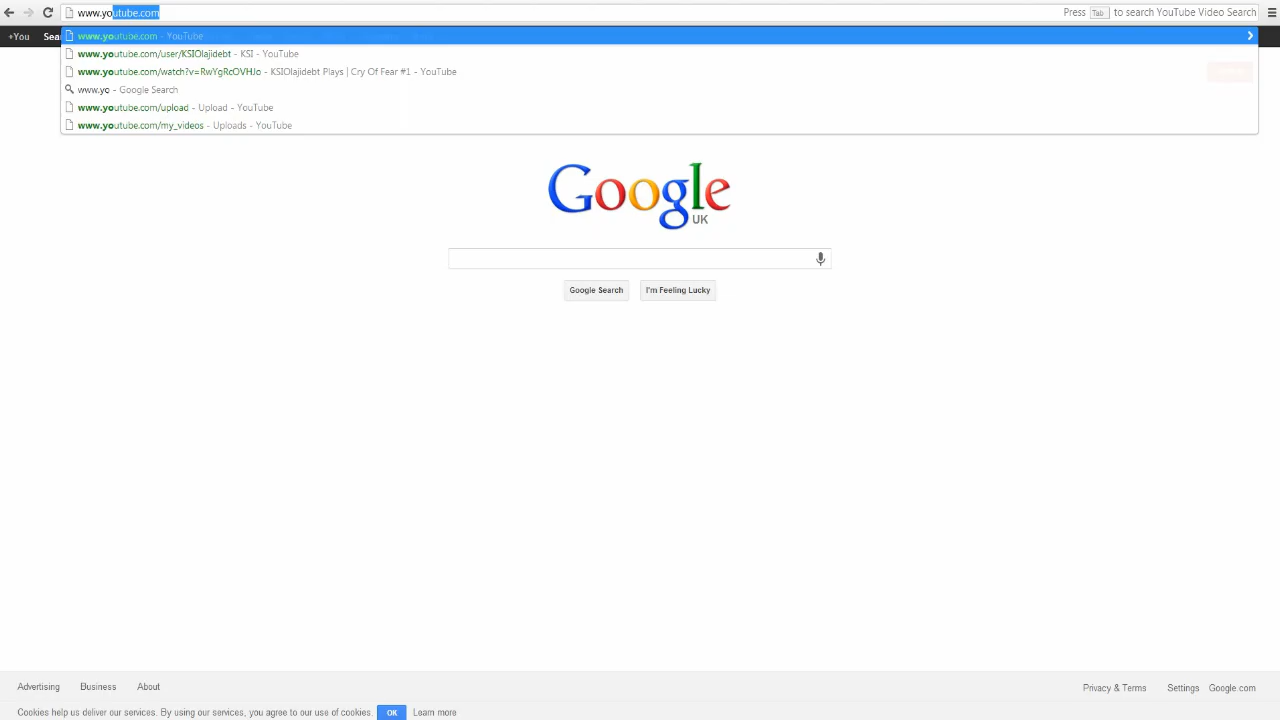 www.youtube.com
Press Tab to search YouTube Video Search
+You Sea
www.youtube.com - YouTube
www.youtube.com/user/KSIOlajidebt - KSI - YouTube
www.youtube.com/watch?v=RwYgRcOVHJo - KSIOlajidebt Plays | Cry Of Fear #1 - YouTube
www.yo - Google Search
www.youtube.com/upload - Upload - YouTube
www.youtube.com/my_videos - Uploads - YouTube
Google
UK
Google Search I'm Feeling Lucky
Advertising Business About Privacy & Terms Settings Google.com
Cookies help us deliver our services. By using our services, you agree to our use of cookies. OK Learn more